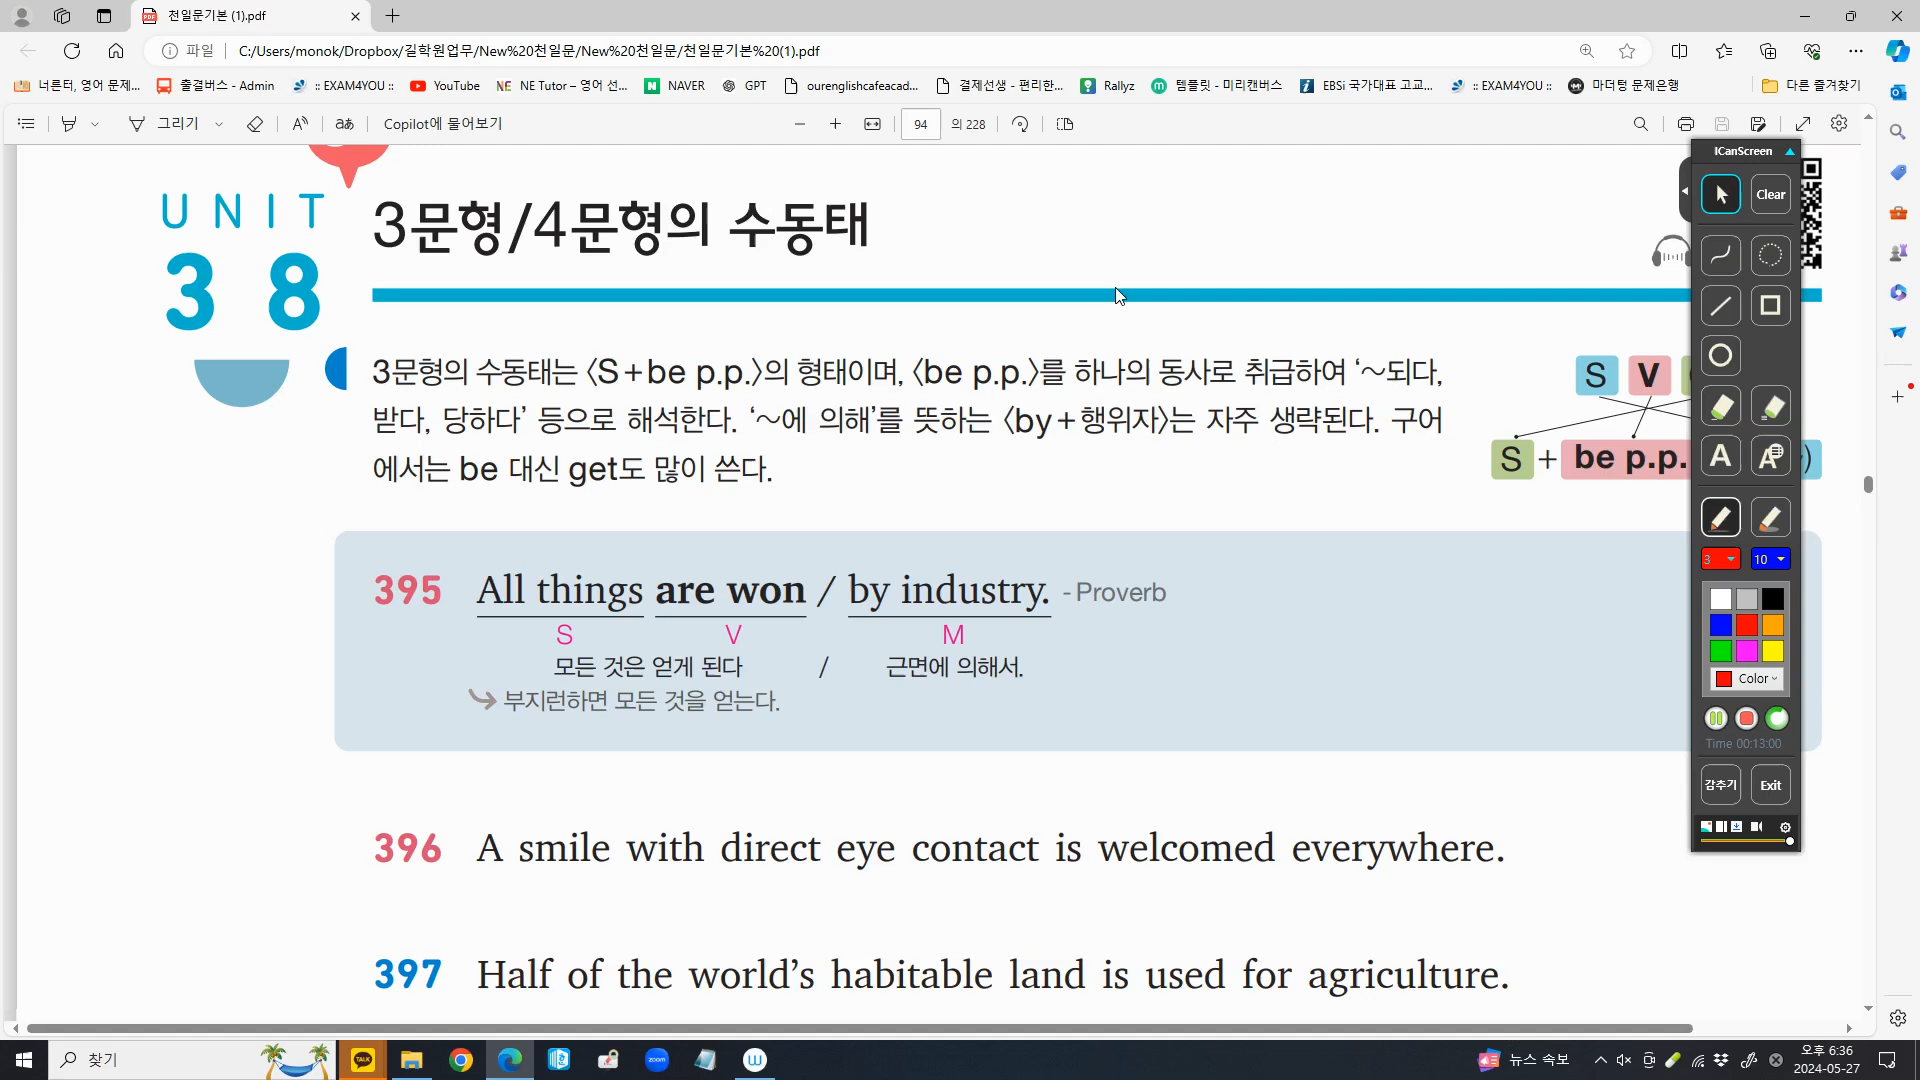 천일문기본 (1).pdf
파일 C:/Users/monok/Dropbox/길학원업무/New%20천일문/New%20천일문/천일문기본%20(1).pdf
너른터, 영어 문제... 출결버스 - Admin :: EXAM4YOU :: YouTube NE Tutor – 영어 선... NAVER GPT ourenglishcafeacad... 결제선생 - 편리한... Rallyz 템플릿 - 미리캔버스 EBSi 국가대표 고교... :: EXAM4YOU :: 마더텅 문제은행 다른 즐겨찾기
그리기 가あ Copilot에 물어보기 94 의 228
ICanScreen
Clear
UNIT
38
3문형/4문형의 수동태
3문형의 수동태는 〈S+be p.p.〉의 형태이며, 〈be p.p.〉를 하나의 동사로 취급하여 ‘~되다,
받다, 당하다’ 등으로 해석한다. ‘~에 의해’를 뜻하는 〈by+행위자〉는 자주 생략된다. 구어
에서는 be 대신 get도 많이 쓴다.
S V
S + be p.p. )
395 All things are won / by industry. - Proverb
S V M
모든 것은 얻게 된다 / 근면에 의해서.
부지런하면 모든 것을 얻는다.
396 A smile with direct eye contact is welcomed everywhere.
397 Half of the world’s habitable land is used for agriculture.
A A
3 10
Color
Time 00:13:00
감추기 Exit
찾기
TALK
zoom
뉴스 속보
오후 6:36
2024-05-27